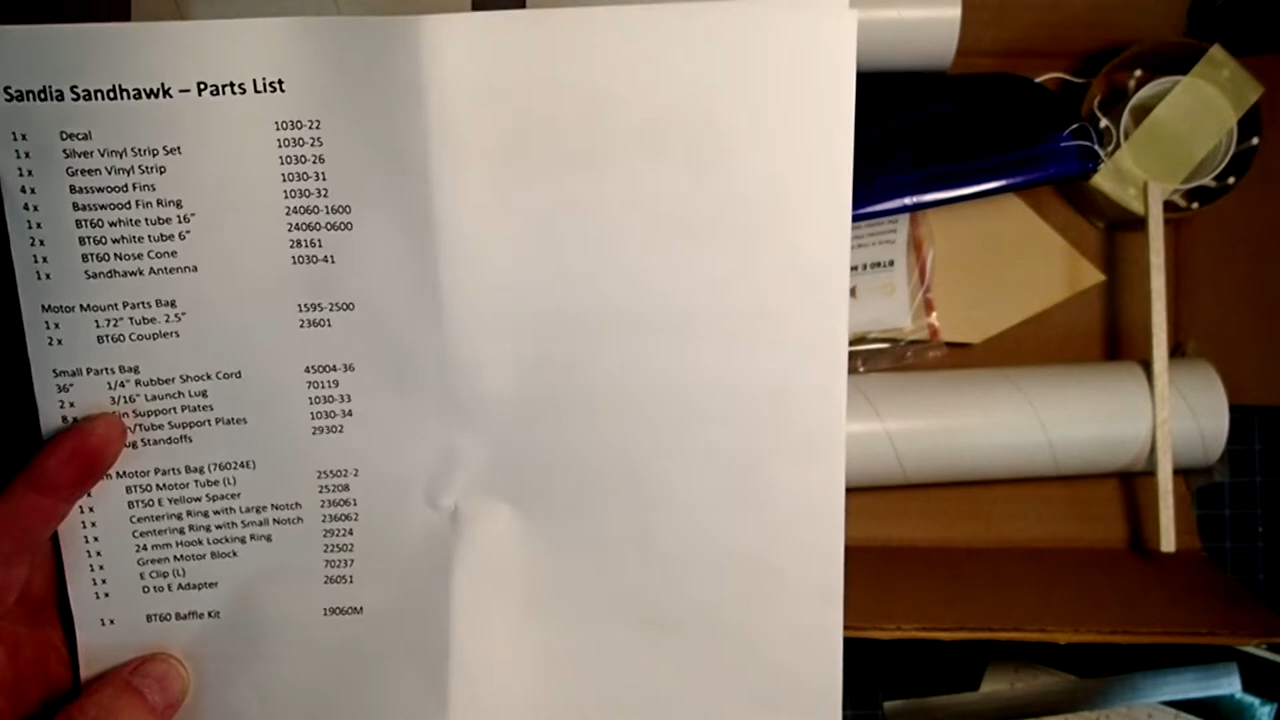 Sandia Sandhawk – Parts List
1 x Decal 1030-22
1 x Silver Vinyl Strip Set 1030-25
1 x Green Vinyl Strip 1030-26
4 x Basswood Fins 1030-31
4 x Basswood Fin Ring 1030-32
1 x BT60 white tube 16" 24060-1600
2 x BT60 white tube 6" 24060-0600
1 x BT60 Nose Cone 28161
1 x Sandhawk Antenna 1030-41
Motor Mount Parts Bag
1 x 1.72" Tube. 2.5" 1595-2500
2 x BT60 Couplers 23601
Small Parts Bag
36" 1/4" Rubber Shock Cord 45004-36
2 x 3/16" Launch Lug 70119
8 x in Support Plates 1030-33
/Tube Support Plates 1030-34
ug Standoffs 29302
m Motor Parts Bag (76024E)
x BT50 Motor Tube (L) 25502-2
1 x BT50 E Yellow Spacer 25208
1 x Centering Ring with Large Notch 236061
1 x Centering Ring with Small Notch 236062
1 x 24 mm Hook Locking Ring 29224
1 x Green Motor Block 22502
1 x E Clip (L) 70237
1 x D to E Adapter 26051
1 x BT60 Baffle Kit 19060M
BT60 E M